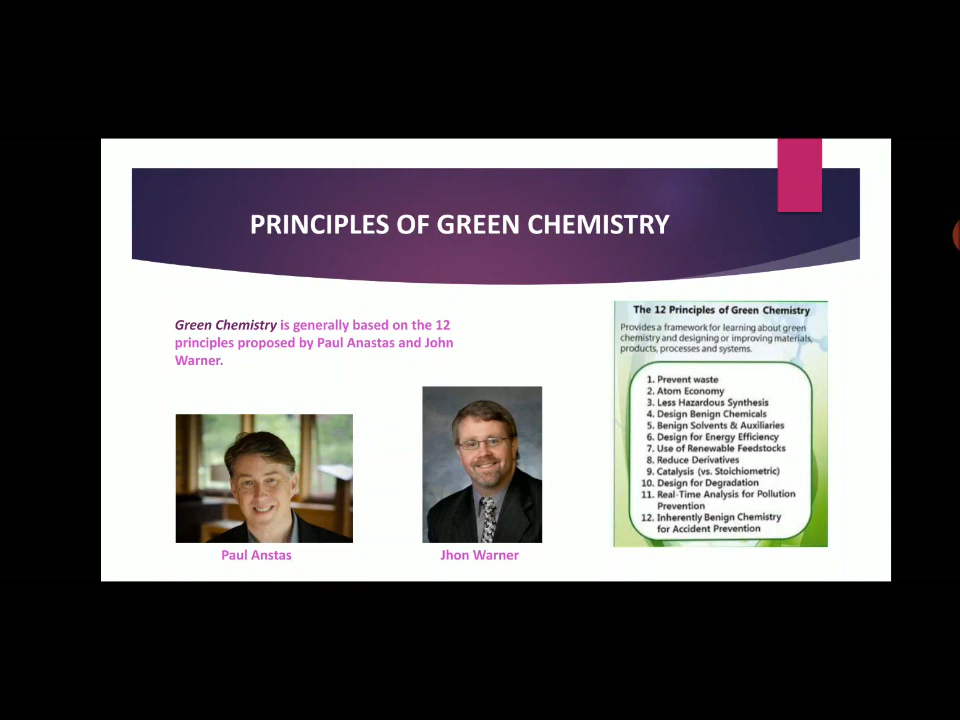 PRINCIPLES OF GREEN CHEMISTRY
Green Chemistry is generally based on the 12
principles proposed by Paul Anastas and John
Warner.
Paul Anstas
Jhon Warner
The 12 Principles of Green Chemistry
Provides a framework for learning about green
chemistry and designing or improving materials,
products, processes and systems.
1. Prevent waste
2. Atom Economy
3. Less Hazardous Synthesis
4. Design Benign Chemicals
5. Benign Solvents & Auxiliaries
6. Design for Energy Efficiency
7. Use of Renewable Feedstocks
8. Reduce Derivatives
9. Catalysis (vs. Stoichiometric)
10. Design for Degradation
11. Real-Time Analysis for Pollution
Prevention
12. Inherently Benign Chemistry
for Accident Prevention